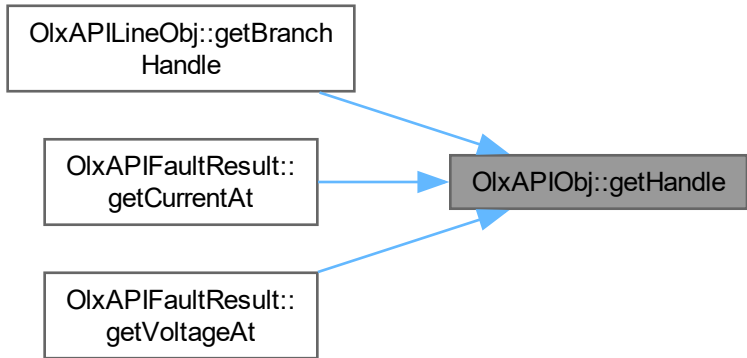 OlxAPILineObj::getBranch
Handle
OlxAPIFaultResult::
getCurrentAt
OlxAPIObj::getHandle
OlxAPIFaultResult::
getVoltageAt